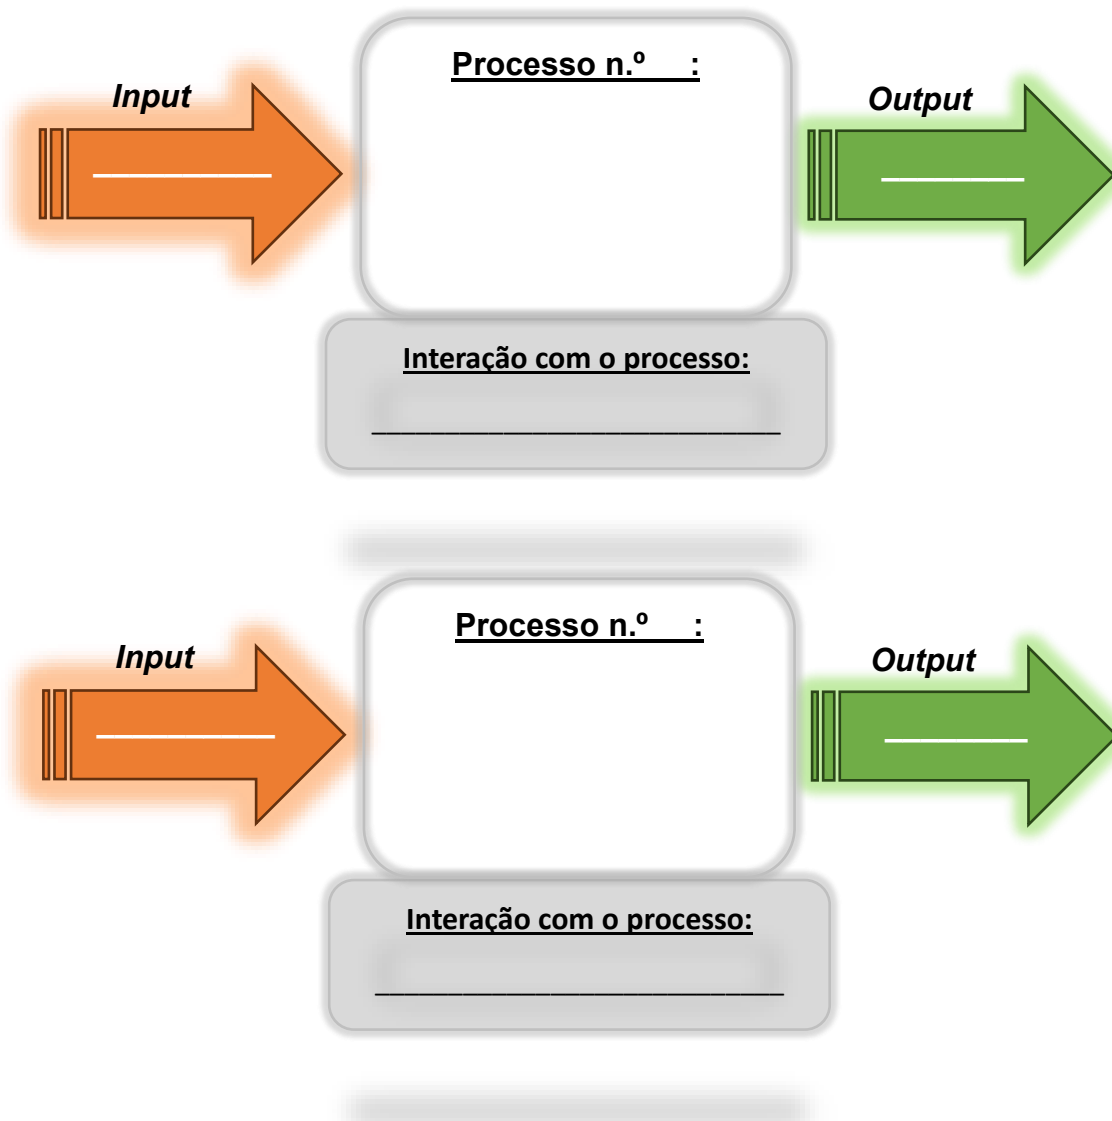 Processo n.º :
Input
Output
Interação com o processo:
Processo n.º :
Input
Output
Interação com o processo: